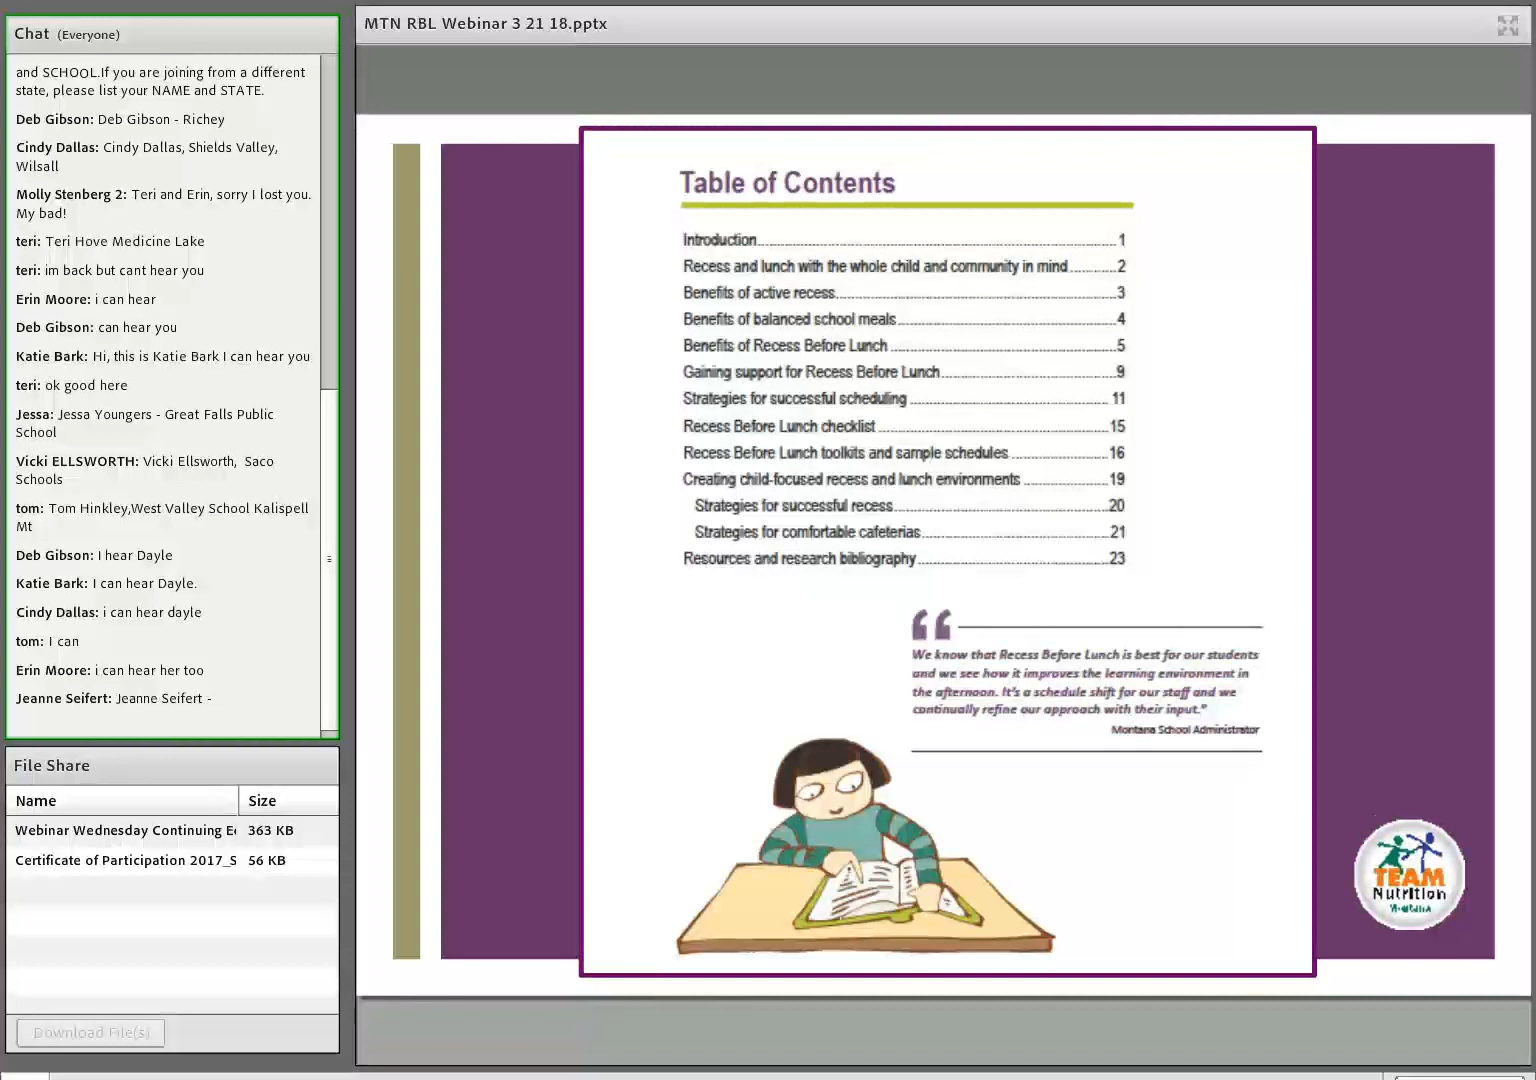 Chat (Everyone)
and SCHOOL.If you are joining from a different
state, please list your NAME and STATE.
Deb Gibson: Deb Gibson - Richey
Cindy Dallas: Cindy Dallas, Shields Valley,
Wilsall
Molly Stenberg 2: Teri and Erin, sorry I lost you.
My bad!
teri: Teri Hove Medicine Lake
teri: im back but cant hear you
Erin Moore: i can hear
Deb Gibson: can hear you
Katie Bark: Hi, this is Katie Bark I can hear you
teri: ok good here
Jessa: Jessa Youngers - Great Falls Public
School
Vicki ELLSWORTH: Vicki Ellsworth, Saco
Schools
tom: Tom Hinkley,West Valley School Kalispell
Mt
Deb Gibson: I hear Dayle
Katie Bark: I can hear Dayle.
Cindy Dallas: i can hear dayle
tom: I can
Erin Moore: i can hear her too
Jeanne Seifert: Jeanne Seifert -
File Share
Name Size
Webinar Wednesday Continuing E 363 KB
Certificate of Participation 2017_S 56 KB
Download File(s)
MTN RBL Webinar 3 21 18.pptx
Table of Contents
Introduction 1
Recess and lunch with the whole child and community in mind 2
Benefits of active recess 3
Benefits of balanced school meals 4
Benefits of Recess Before Lunch 5
Gaining support for Recess Before Lunch 9
Strategies for successful scheduling 11
Recess Before Lunch checklist 15
Recess Before Lunch toolkits and sample schedules 16
Creating child-focused recess and lunch environments 19
Strategies for successful recess 20
Strategies for comfortable cafeterias 21
Resources and research bibliography 23
“
We know that Recess Before Lunch is best for our students
and we see how it improves the learning environment in
the afternoon. It's a schedule shift for our staff and we
continually refine our approach with their input."
Montana School Administrator
TEAM
Nutrition
Montana